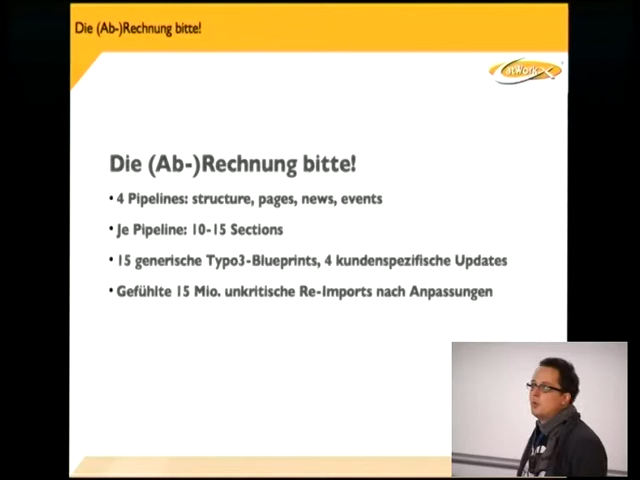 Die (Ab-)Rechnung bitte!
atWork
Die (Ab-)Rechnung bitte!
• 4 Pipelines: structure, pages, news, events
• Je Pipeline: 10-15 Sections
• 15 generische Typo3-Blueprints, 4 kundenspezifische Updates
• Gefühlte 15 Mio. unkritische Re-Imports nach Anpassungen